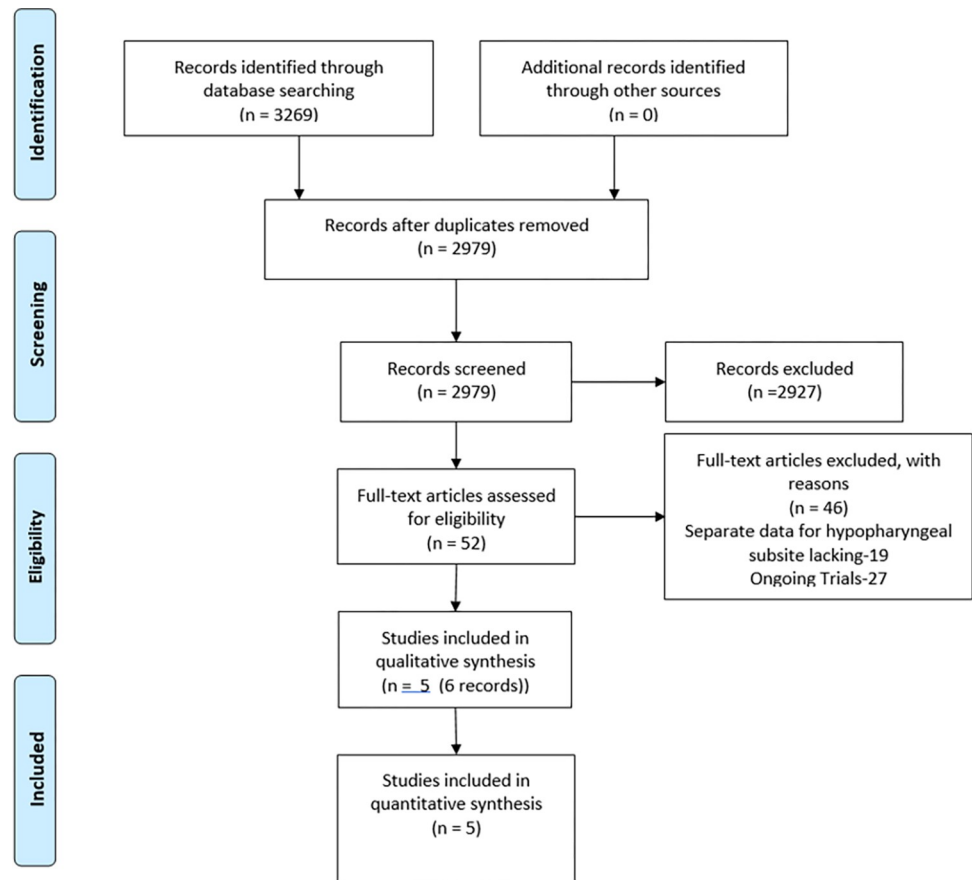 Identification
Records identified through
database searching
(n = 3269)
Additional records identified
through other sources
(n = 0)
Records after duplicates removed
(n = 2979)
Screening
Records screened
(n = 2979)
Records excluded
(n =2927)
Eligibility
Full-text articles assessed
for eligibility
(n = 52)
Full-text articles excluded, with
reasons
(n = 46)
Separate data for hypopharyngeal
subsite lacking-19
Ongoing Trials-27
Studies included in
qualitative synthesis
(n = 5 (6 records))
Included
Studies included in
quantitative synthesis
(n = 5)